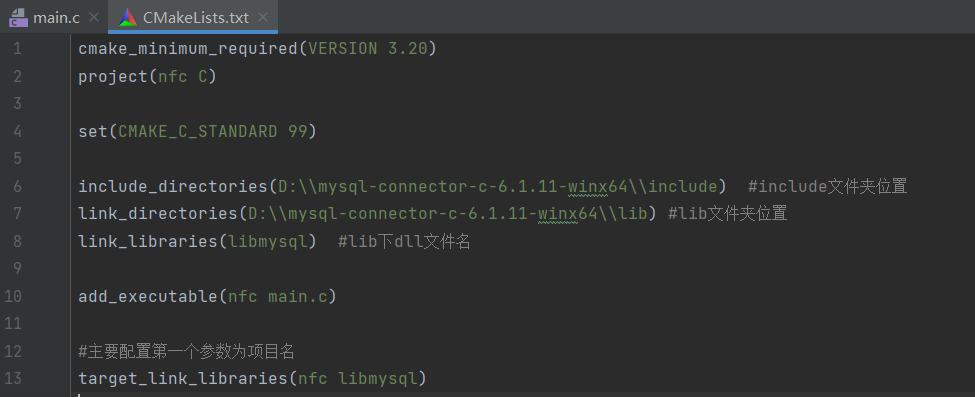 main.c
CMakeLists.txt
1 cmake_minimum_required(VERSION 3.20)
2 project(nfc C)
3
4 set(CMAKE_C_STANDARD 99)
5
6 include_directories(D:\\mysql-connector-c-6.1.11-winx64\\include)  #include文件夹位置
7 link_directories(D:\\mysql-connector-c-6.1.11-winx64\\lib) #lib文件夹位置
8 link_libraries(libmysql)  #lib下dll文件名
9
10 add_executable(nfc main.c)
11
12 #主要配置第一个参数为项目名
13 target_link_libraries(nfc libmysql)